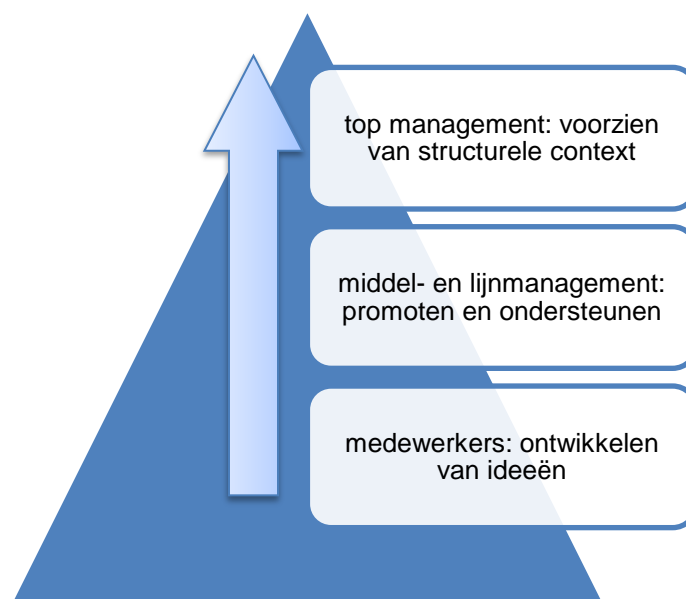 top management: voorzien
van structurele context
middel- en lijnmanagement:
promoten en ondersteunen
medewerkers: ontwikkelen
van ideeën